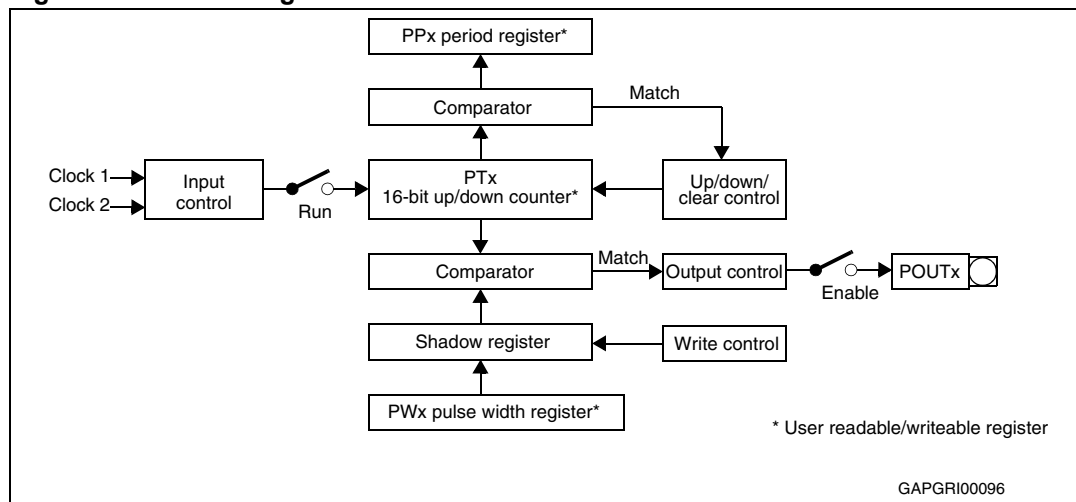 PPx period register*
Comparator
Match
Clock 1
Clock 2
Input
control
Run
PTx
16-bit up/down counter*
Up/down/
clear control
Comparator
Match
Output control
Enable
POUTx
Shadow register
Write control
PWx pulse width register*
* User readable/writeable register
GAPGRI00096